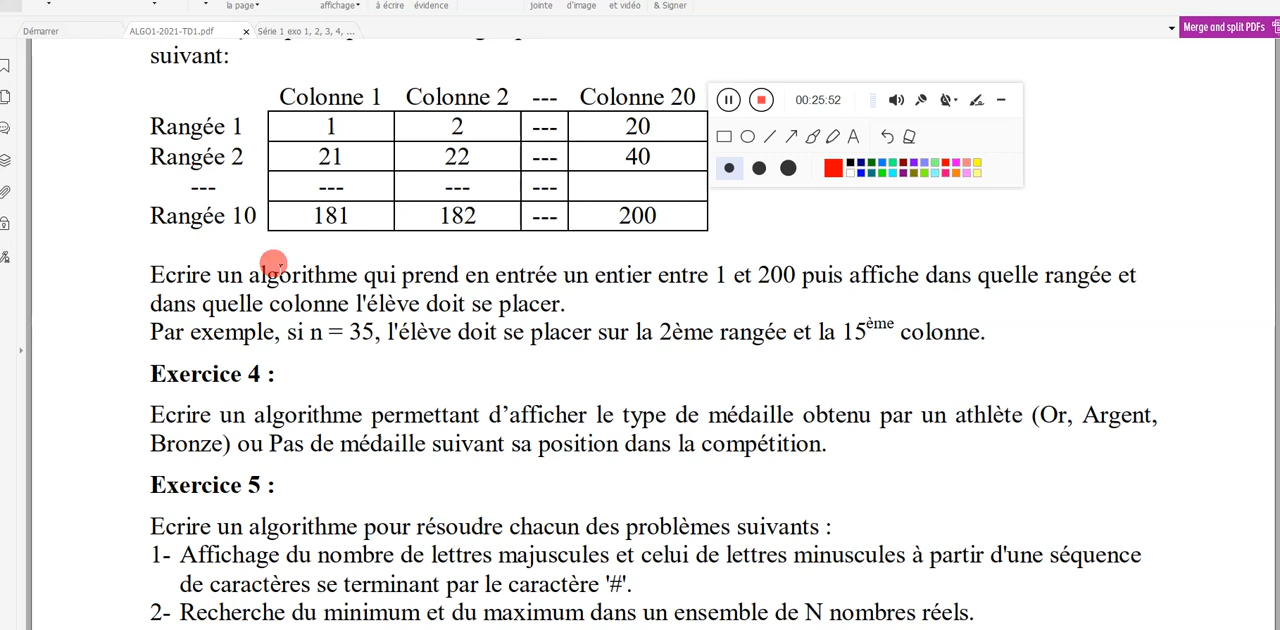 la page
affichage
à écrire
évidence
jointe
d'image
et vidéo
& Signer
Démarrer
ALGO1-2021-TD1.pdf ×
Série 1 exo 1, 2, 3, 4, ...
Merge and split PDFs
suivant:
Colonne 1 Colonne 2 --- Colonne 20
00:25:52
Rangée 1 1 2 --- 20
Rangée 2 21 22 --- 40
--- --- --- ---
Rangée 10 181 182 --- 200
Ecrire un algorithme qui prend en entrée un entier entre 1 et 200 puis affiche dans quelle rangée et
dans quelle colonne l'élève doit se placer.
Par exemple, si n = 35, l'élève doit se placer sur la 2ème rangée et la 15ème colonne.
Exercice 4 :
Ecrire un algorithme permettant d’afficher le type de médaille obtenu par un athlète (Or, Argent,
Bronze) ou Pas de médaille suivant sa position dans la compétition.
Exercice 5 :
Ecrire un algorithme pour résoudre chacun des problèmes suivants :
1- Affichage du nombre de lettres majuscules et celui de lettres minuscules à partir d'une séquence
de caractères se terminant par le caractère '#'.
2- Recherche du minimum et du maximum dans un ensemble de N nombres réels.